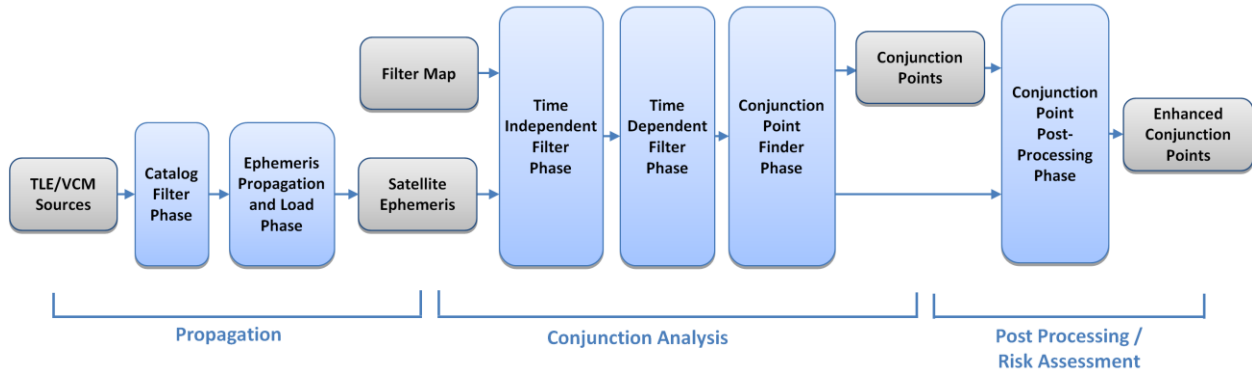 TLE/VCM
Sources
Catalog
Filter
Phase
Ephemeris
Propagation
and Load
Phase
Filter Map
Satellite
Ephemeris
Time
Independent
Filter
Phase
Time
Dependent
Filter
Phase
Conjunction
Point
Finder
Phase
Conjunction
Points
Conjunction
Point
Post-
Processing
Phase
Enhanced
Conjunction
Points
Propagation
Conjunction Analysis
Post Processing /
Risk Assessment